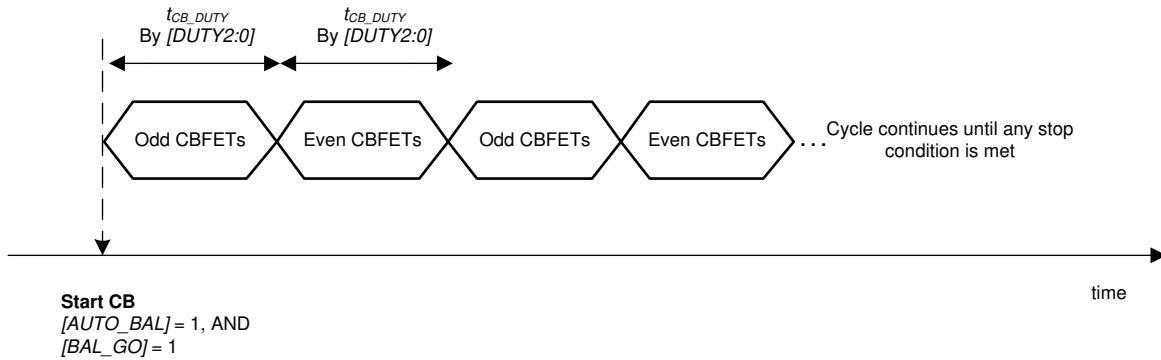 tCB_DUTY
By [DUTY2:0]
tCB_DUTY
By [DUTY2:0]
Odd CBFETs
Even CBFETs
Odd CBFETs
Even CBFETs
... Cycle continues until any stop
condition is met
time
Start CB
[AUTO_BAL] = 1, AND
[BAL_GO] = 1